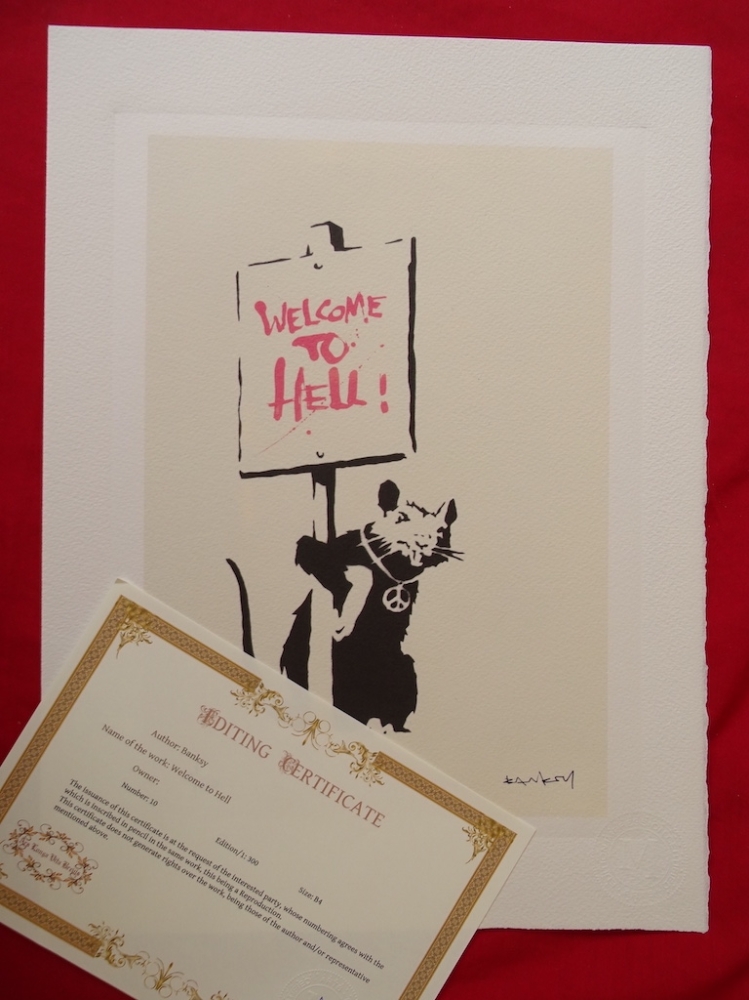 WELCOME
TO
HELL!
BANKSY
EDITING CERTIFICATE
Author: Banksy
Name of the work: Welcome to Hell
Owner:
Number: 10
Edition/1: 300
Size: B4
The issuance of this certificate is at the request of the interested party, whose numbering agrees with the
which is inscribed in pencil in the same work, this being a Reproduction.
This certificate does not generate rights over the work, being those of the author and/or representative
mentioned above.